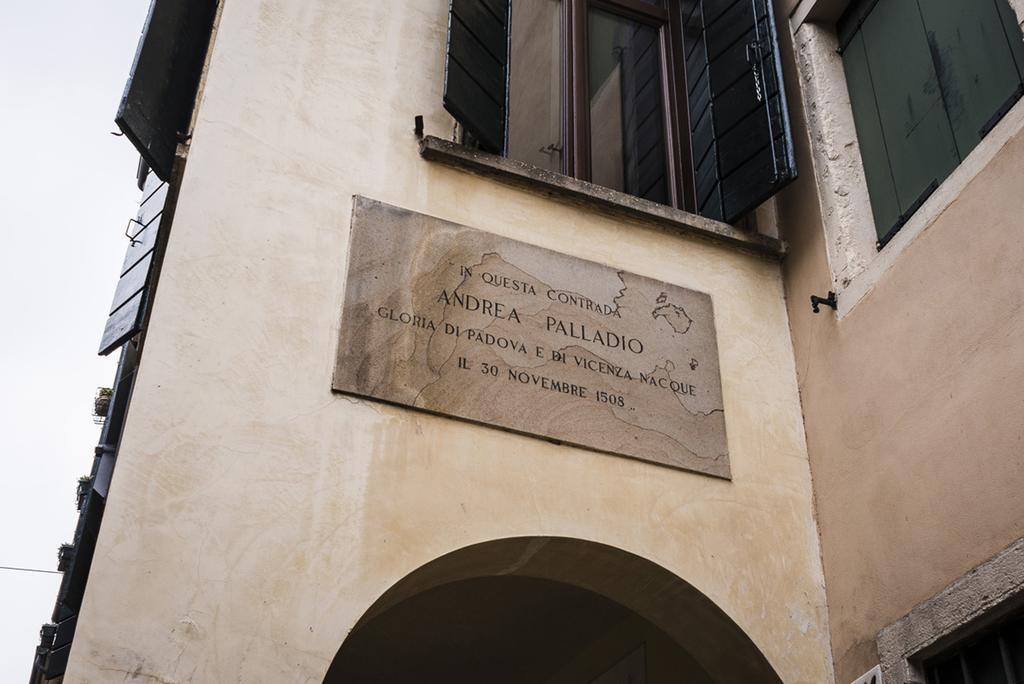 "IN QUESTA CONTRADA
ANDREA PALLADIO
GLORIA DI PADOVA E DI VICENZA NACQUE
IL 30 NOVEMBRE 1508„